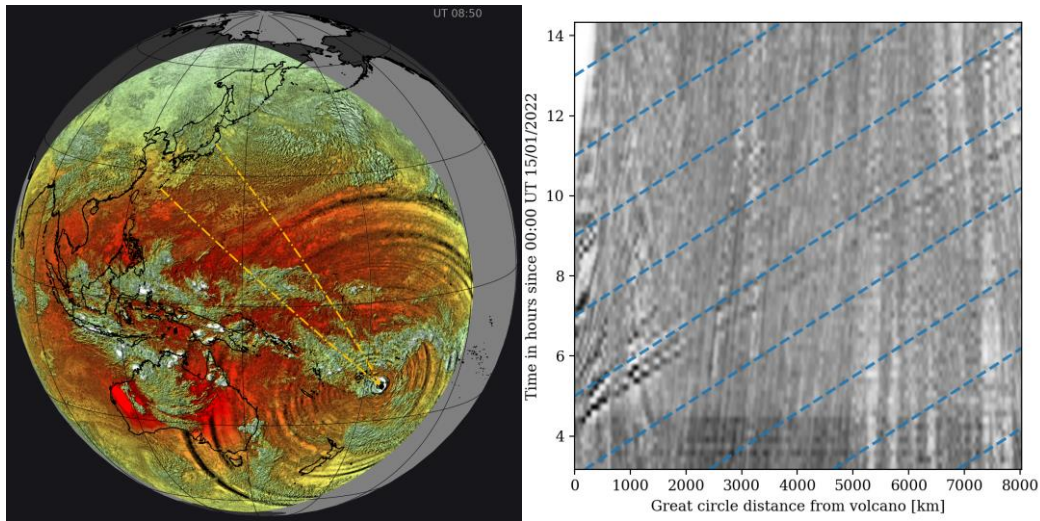 UT 08:50
Time in hours since 00:00 UT 15/01/2022
14
12
10
8
6
4
0 1000 2000 3000 4000 5000 6000 7000 8000
Great circle distance from volcano [km]